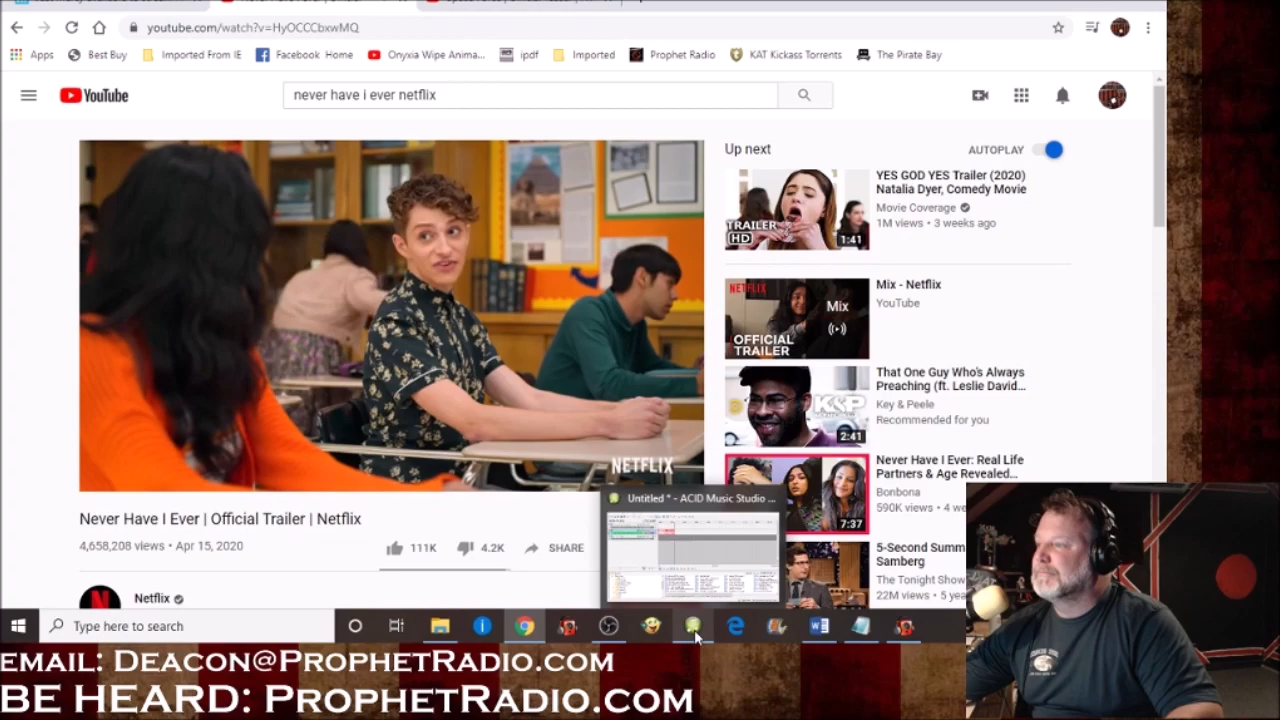 youtube.com/watch?v=HyOCCCbxwMQ
Apps
Best Buy
Imported From IE
Facebook Home
Onyxia Wipe Anima...
ipdf
Imported
Prophet Radio
KAT Kickass Torrents
The Pirate Bay
YouTube
never have i ever netflix
Up next
AUTOPLAY
YES GOD YES Trailer (2020)
Natalia Dyer, Comedy Movie
Movie Coverage
1M views • 3 weeks ago
TRAILER
HD
1:41
Mix - Netflix
YouTube
NETFLIX
Mix
OFFICIAL
TRAILER
That One Guy Who's Always
Preaching (ft. Leslie David...
Key & Peele
Recommended for you
K&P
2:41
Never Have I Ever: Real Life
Partners & Age Revealed...
Bonbona
590K views • 4 we
7:37
NETFLIX
Untitled * - ACID Music Studio ...
Never Have I Ever | Official Trailer | Netflix
4,658,208 views • Apr 15, 2020
111K
4.2K
SHARE
5-Second Summ
Samberg
The Tonight Show
22M views • 5 yea
Netflix
Type here to search
EMAIL: DEACON@PROPHETRADIO.COM
BE HEARD: PROPHETRADIO.COM